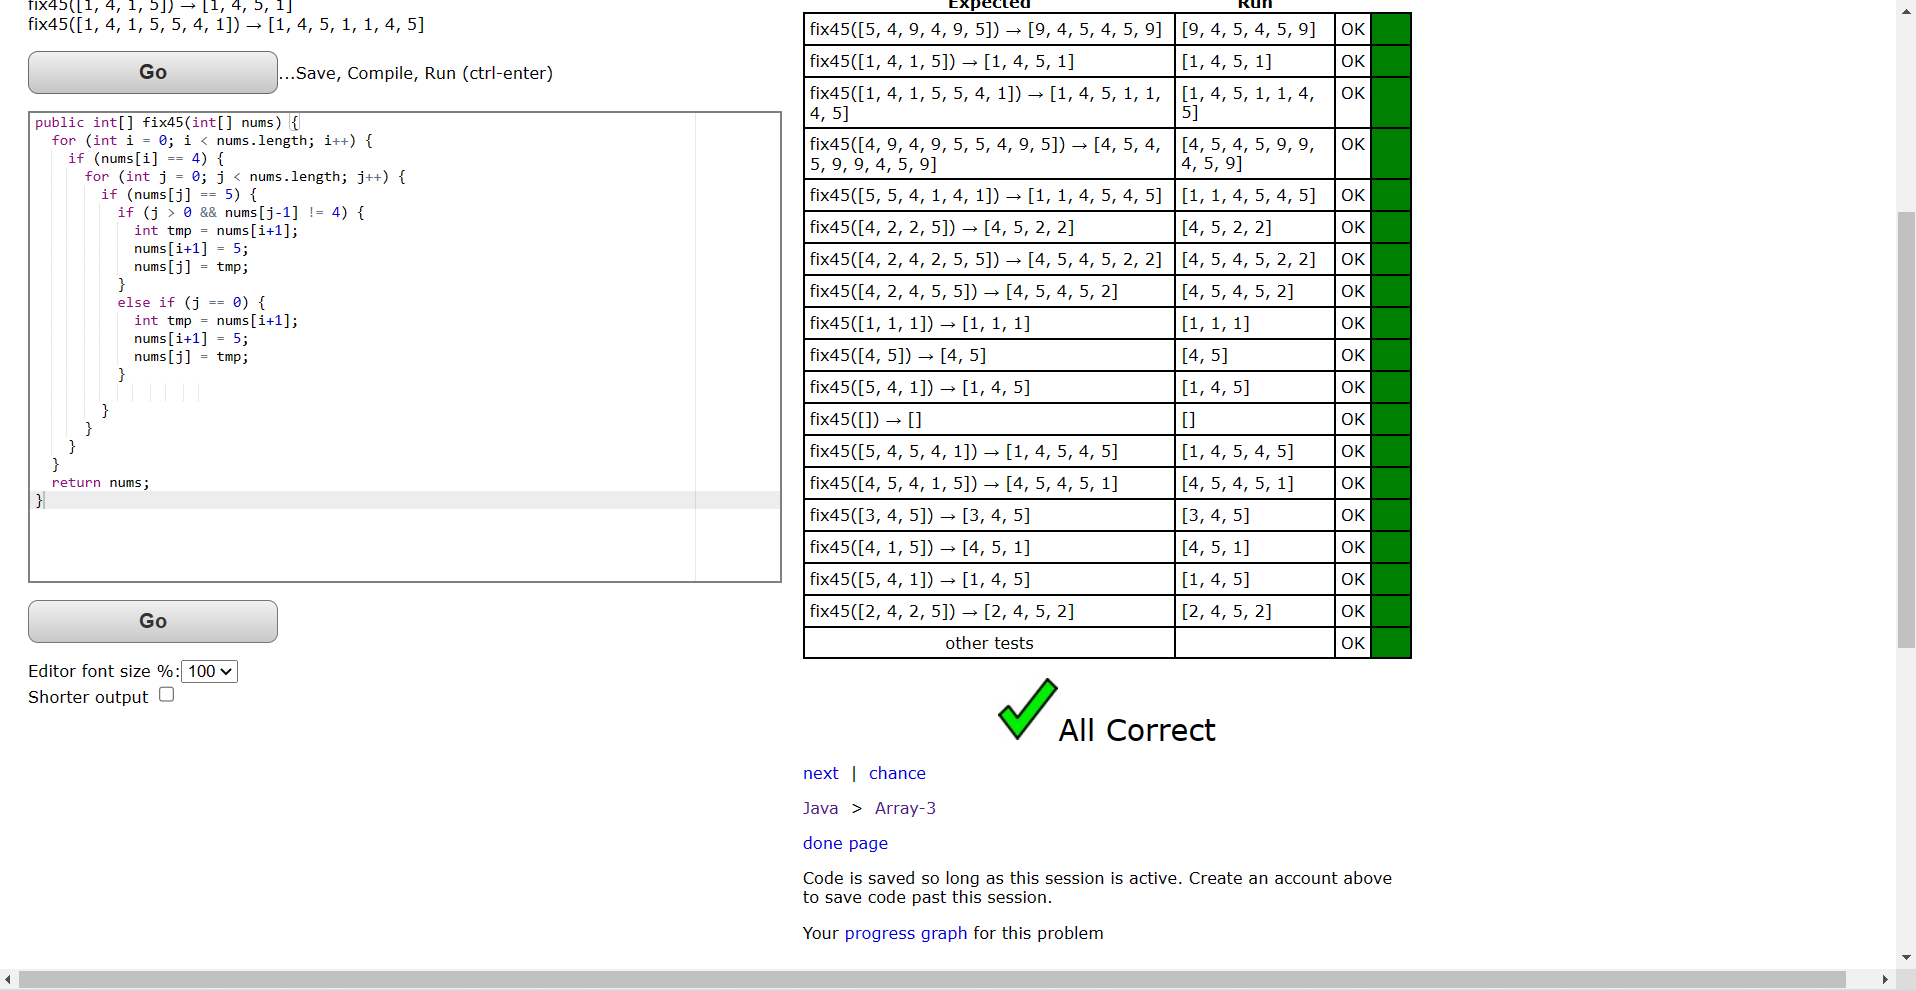 fix45([1, 4, 1, 5]) → [1, 4, 5, 1]
fix45([1, 4, 1, 5, 5, 4, 1]) → [1, 4, 5, 1, 1, 4, 5]
Go
...Save, Compile, Run (ctrl-enter)
public int[] fix45(int[] nums) {
  for (int i = 0; i < nums.length; i++) {
    if (nums[i] == 4) {
      for (int j = 0; j < nums.length; j++) {
        if (nums[j] == 5) {
          if (j > 0 && nums[j-1] != 4) {
            int tmp = nums[i+1];
            nums[i+1] = 5;
            nums[j] = tmp;
          }
          else if (j == 0) {
            int tmp = nums[i+1];
            nums[i+1] = 5;
            nums[j] = tmp;
          }
        }
      }
    }
  }
  return nums;
}
Go
Editor font size %: 100
Shorter output
Expected Run
fix45([5, 4, 9, 4, 9, 5]) → [9, 4, 5, 4, 5, 9] [9, 4, 5, 4, 5, 9] OK
fix45([1, 4, 1, 5]) → [1, 4, 5, 1] [1, 4, 5, 1] OK
fix45([1, 4, 1, 5, 5, 4, 1]) → [1, 4, 5, 1, 1, [1, 4, 5, 1, 1, 4, OK
4, 5] 5]
fix45([4, 9, 4, 9, 5, 5, 4, 9, 5]) → [4, 5, 4, [4, 5, 4, 5, 9, 9, OK
5, 9, 9, 4, 5, 9] 4, 5, 9]
fix45([5, 5, 4, 1, 4, 1]) → [1, 1, 4, 5, 4, 5] [1, 1, 4, 5, 4, 5] OK
fix45([4, 2, 2, 5]) → [4, 5, 2, 2] [4, 5, 2, 2] OK
fix45([4, 2, 4, 2, 5, 5]) → [4, 5, 4, 5, 2, 2] [4, 5, 4, 5, 2, 2] OK
fix45([4, 2, 4, 5, 5]) → [4, 5, 4, 5, 2] [4, 5, 4, 5, 2] OK
fix45([1, 1, 1]) → [1, 1, 1] [1, 1, 1] OK
fix45([4, 5]) → [4, 5] [4, 5] OK
fix45([5, 4, 1]) → [1, 4, 5] [1, 4, 5] OK
fix45([]) → [] [] OK
fix45([5, 4, 5, 4, 1]) → [1, 4, 5, 4, 5] [1, 4, 5, 4, 5] OK
fix45([4, 5, 4, 1, 5]) → [4, 5, 4, 5, 1] [4, 5, 4, 5, 1] OK
fix45([3, 4, 5]) → [3, 4, 5] [3, 4, 5] OK
fix45([4, 1, 5]) → [4, 5, 1] [4, 5, 1] OK
fix45([5, 4, 1]) → [1, 4, 5] [1, 4, 5] OK
fix45([2, 4, 2, 5]) → [2, 4, 5, 2] [2, 4, 5, 2] OK
other tests OK
All Correct
next | chance
Java > Array-3
done page
Code is saved so long as this session is active. Create an account above
to save code past this session.
Your progress graph for this problem